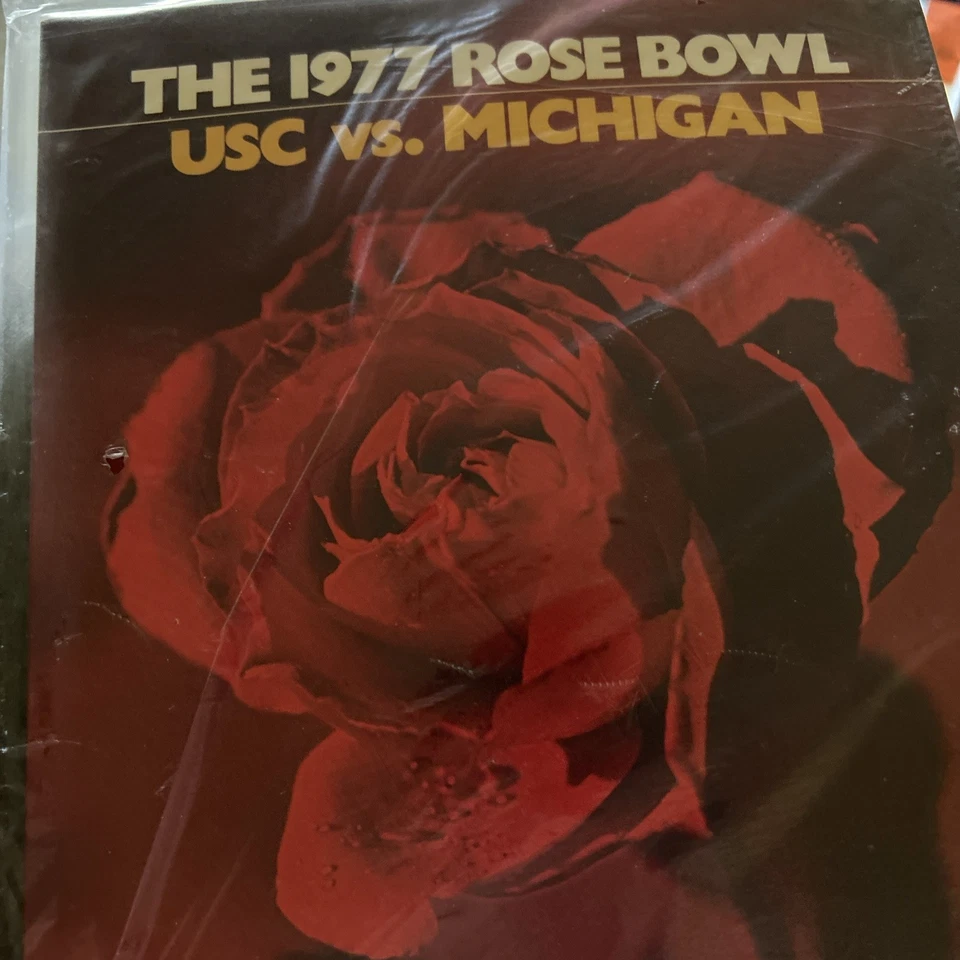 THE 1977 ROSE BOWL
USC vs. MICHIGAN